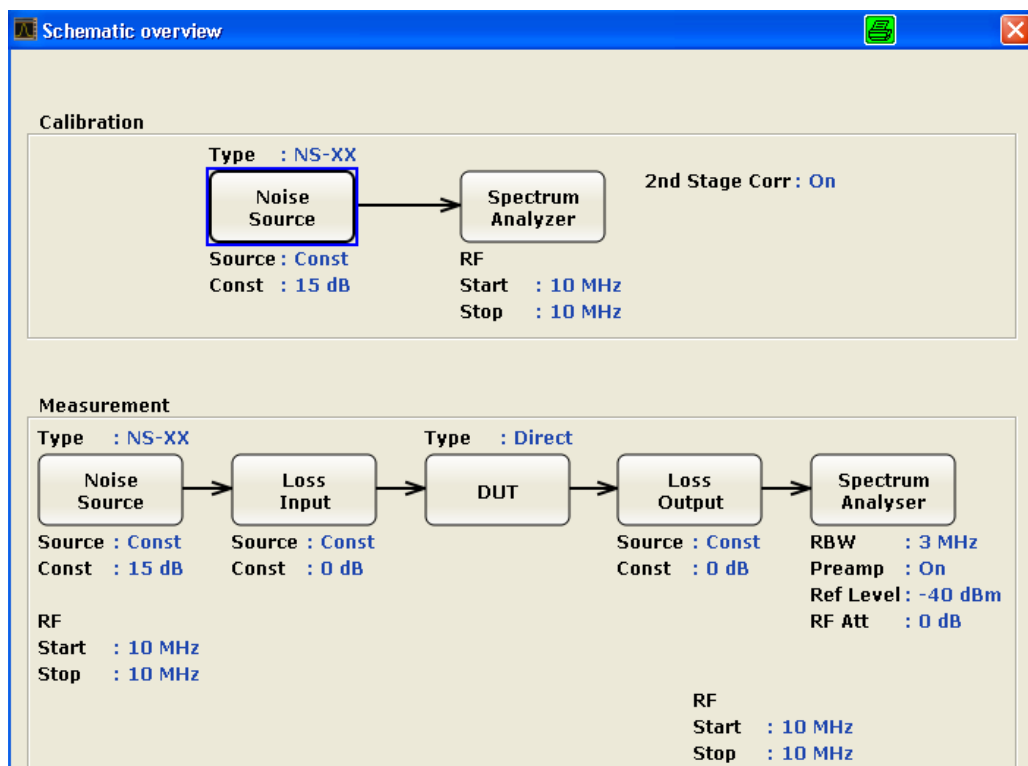 Schematic overview
Calibration
Type : NS-XX
Noise
Source
Spectrum
Analyzer
2nd Stage Corr : On
Source : Const
Const : 15 dB
RF
Start : 10 MHz
Stop : 10 MHz
Measurement
Type : NS-XX
Type : Direct
Noise
Source
Loss
Input
DUT
Loss
Output
Spectrum
Analyser
Source : Const
Const : 15 dB
Source : Const
Const : 0 dB
Source : Const
Const : 0 dB
RBW : 3 MHz
Preamp : On
Ref Level : -40 dBm
RF Att : 0 dB
RF
Start : 10 MHz
Stop : 10 MHz
RF
Start : 10 MHz
Stop : 10 MHz